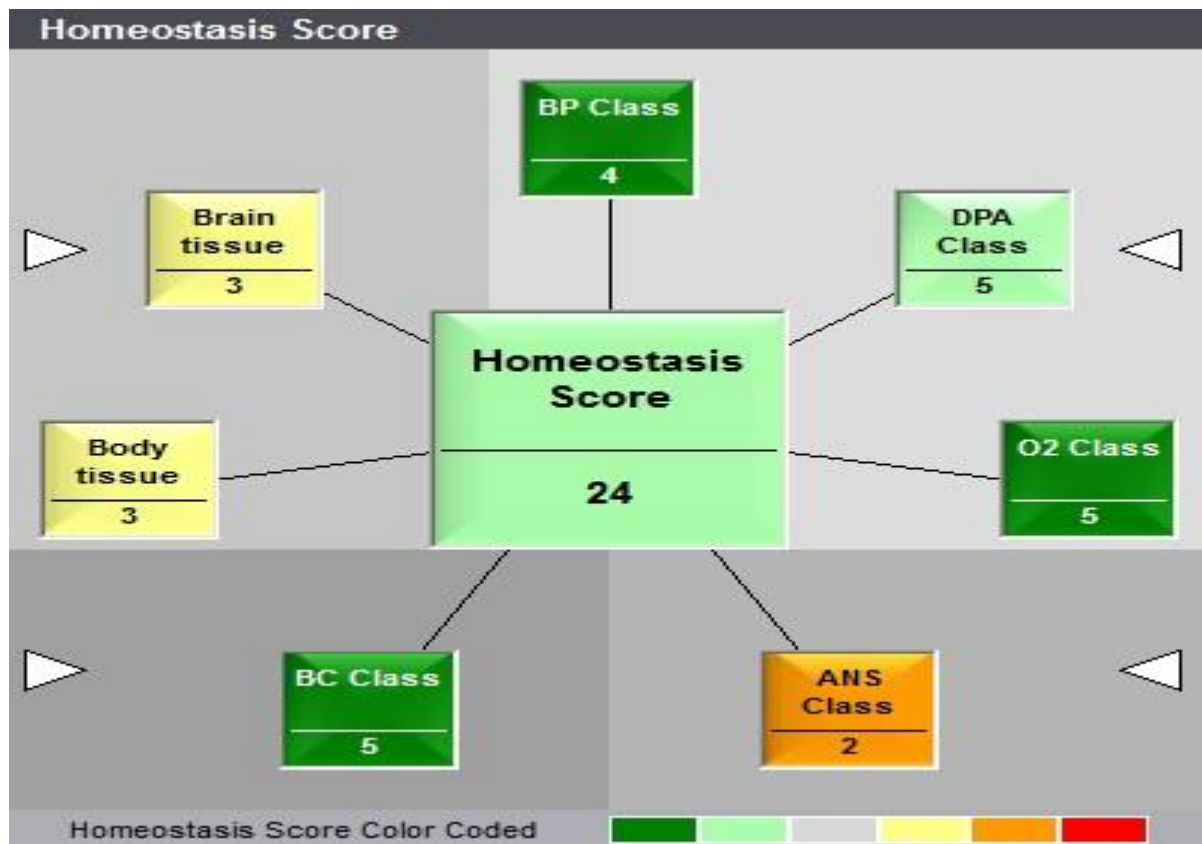 Homeostasis Score
BP Class
4
Brain
tissue
3
DPA
Class
5
Homeostasis
Score
24
Body
tissue
3
O2 Class
5
BC Class
5
ANS
Class
2
Homeostasis Score Color Coded